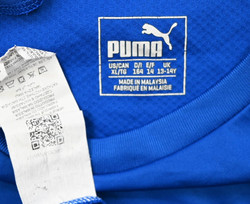 PUMA
US/CAN D/I E/F UK
XL/TG 164 14 13-14Y
MADE IN MALAYSIA
FABRIQUÉ EN MALAISIE